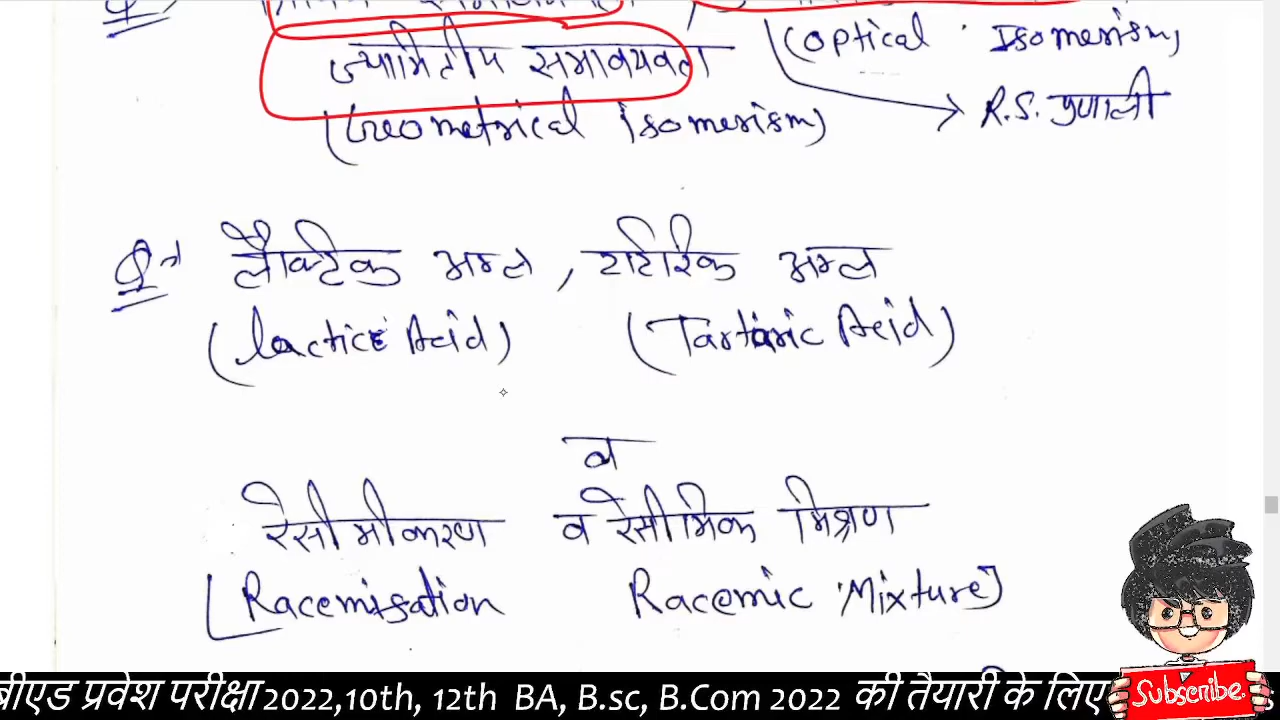 ज्यामितीय समावयवता (Optical Isomerism)
(Geometrical isomerism) R.S. प्रणाली
लैक्टिक अम्ल, टार्टरिक अम्ल
(Lactic Acid) (Tartaric Acid)
व
रेसीमीकरण व रेसीमिक मिश्रण
[Racemisation Racemic Mixture]
बीएड प्रवेश परीक्षा 2022,10th, 12th BA, B.sc, B.Com 2022 की तैयारी के लिए
Subscribe